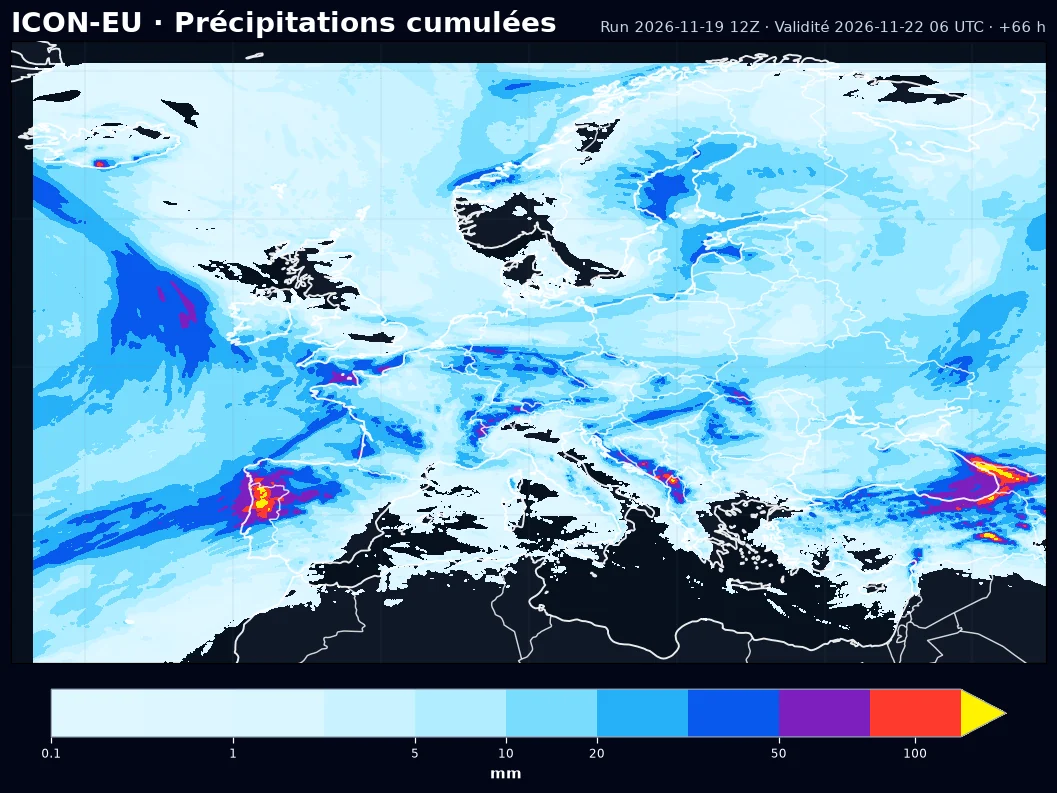 ICON-EU · Précipitations cumulées
Run 2026-11-19 12Z · Validité 2026-11-22 06 UTC · +66 h
0.1 1 5 10 20 50 100
mm